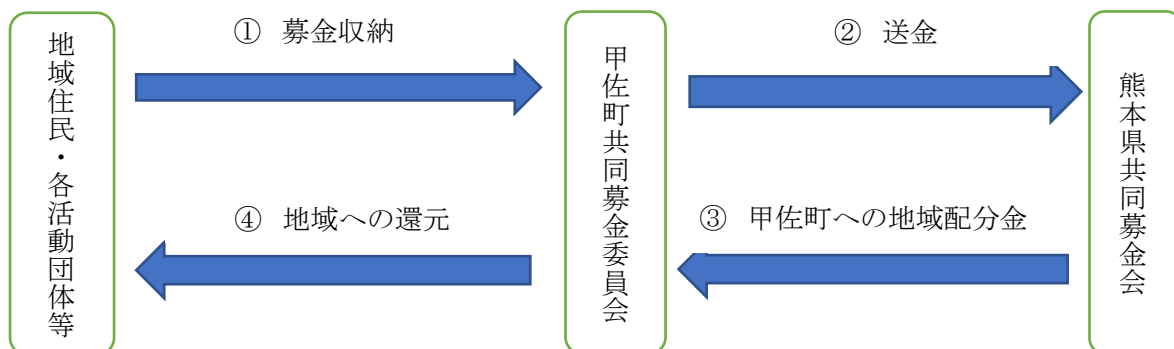 ① 募金収納
② 送金
地域住民・各活動団体等
甲佐町共同募金委員会
熊本県共同募金会
④ 地域への還元
③ 甲佐町への地域配分金